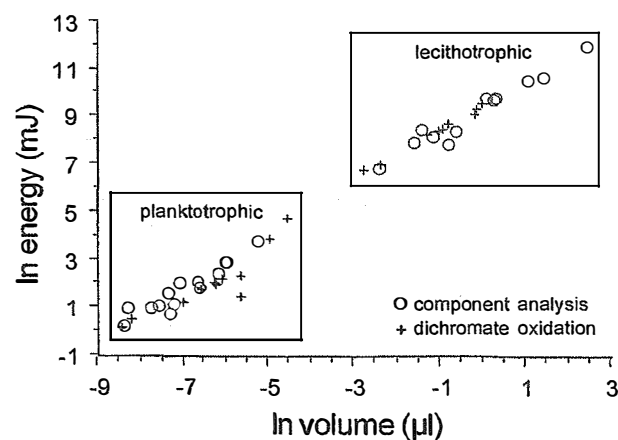 13
11
9
7
5
3
1
-1
ln energy (mJ)
lecithotrophic
planktotrophic
O component analysis
+ dichromate oxidation
-9 -7 -5 -3 -1 1 3
ln volume (µl)